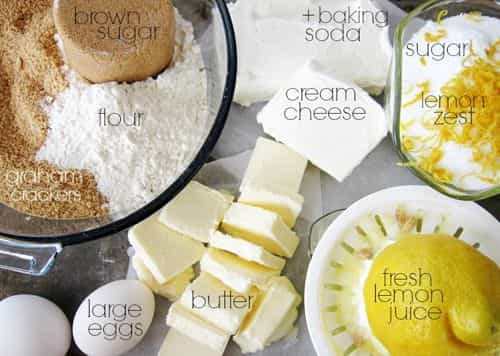 brown
sugar
+baking
soda
sugar
lemon
zest
cream
cheese
flour
graham
crackers
fresh
lemon
juice
butter
large
eggs